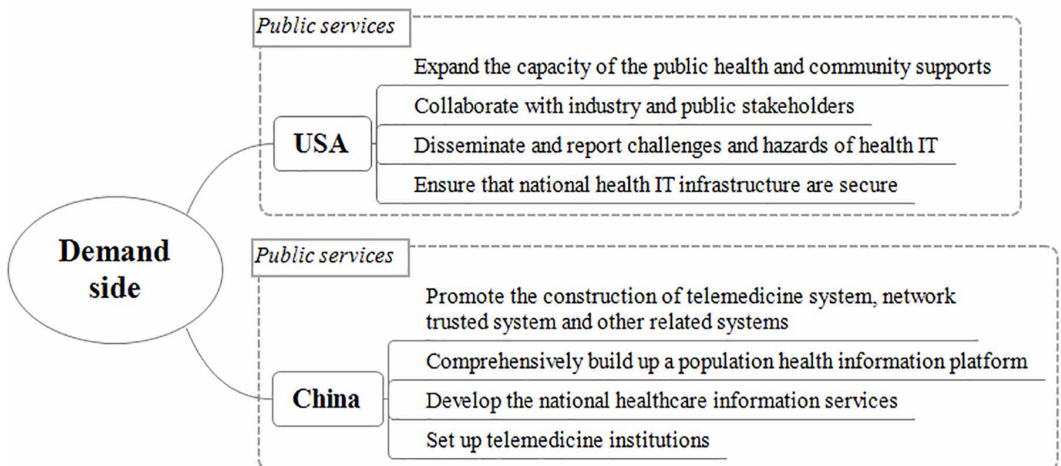 Public services
Expand the capacity of the public health and community supports
Collaborate with industry and public stakeholders
USA
Disseminate and report challenges and hazards of health IT
Ensure that national health IT infrastructure are secure
Demand
side
Public services
Promote the construction of telemedicine system, network
trusted system and other related systems
Comprehensively build up a population health information platform
China
Develop the national healthcare information services
Set up telemedicine institutions